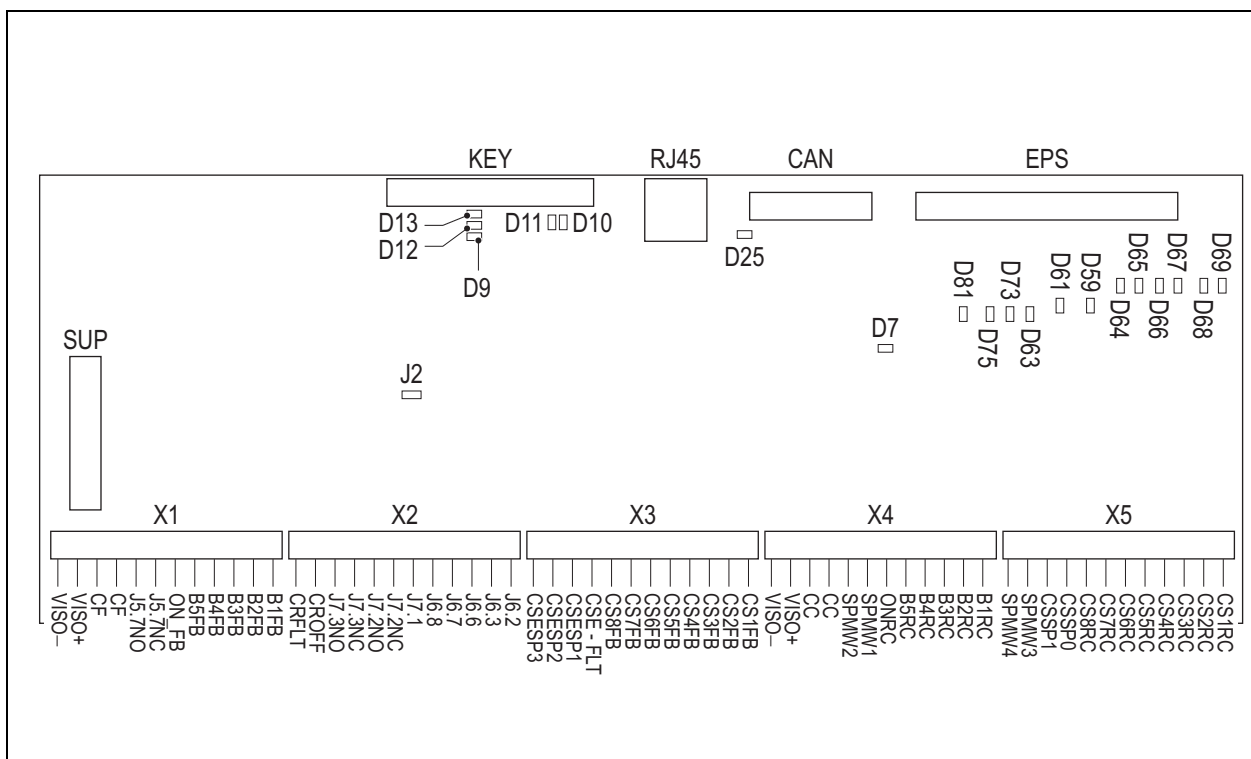 KEY RJ45 CAN EPS
D13 D11 D10
D12
D25
D9
D61 D59 D65 D67 D69
D81 D73
D64 D66 D68
D75 D63
D7
SUP
J2
X1 X2 X3 X4 X5
VISO–
VISO+
CF
CF
J5.7NO
J5.7NC
ON_FB
B5FB
B4FB
B3FB
B2FB
B1FB
CRFLT
CROFF
J7.3NO
J7.3NC
J7.2NO
J7.2NC
J7.1
J6.8
J6.7
J6.6
J6.3
J6.2
CSESP3
CSESP2
CSESP1
CSE - FLT
CS8FB
CS7FB
CS6FB
CS5FB
CS4FB
CS3FB
CS2FB
CS1FB
VISO–
VISO+
CC
CC
SPMW2
SPMW1
ONRC
B5RC
B4RC
B3RC
B2RC
B1RC
SPMW4
SPMW3
CSSP1
CSSP0
CS8RC
CS7RC
CS6RC
CS5RC
CS4RC
CS3RC
CS2RC
CS1RC